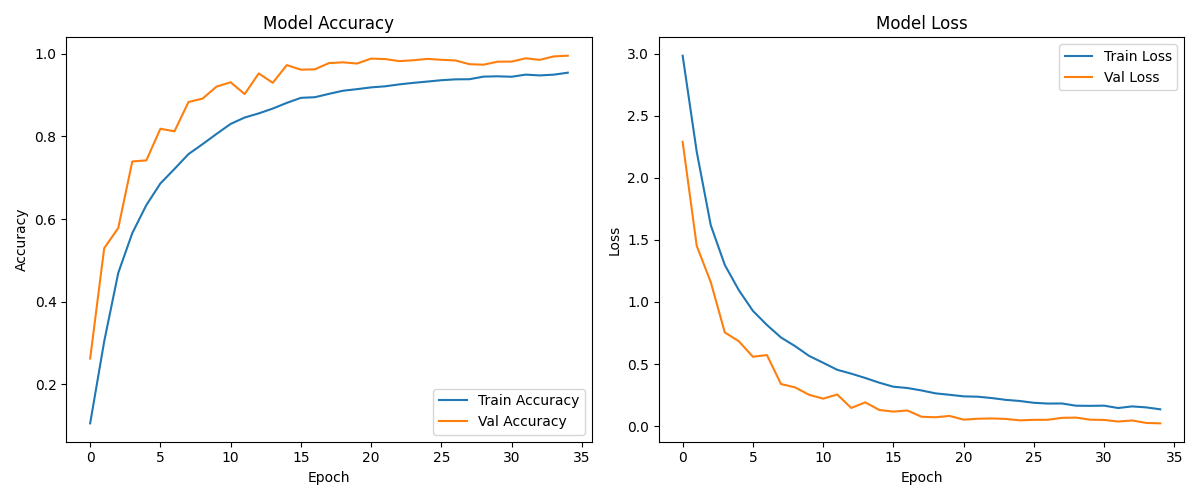 Model Accuracy
1.0
0.8
0.6
0.4
0.2
Accuracy
Train Accuracy
Val Accuracy
0 5 10 15 20 25 30 35
Epoch
Model Loss
3.0
2.5
2.0
1.5
1.0
0.5
0.0
Loss
Train Loss
Val Loss
0 5 10 15 20 25 30 35
Epoch